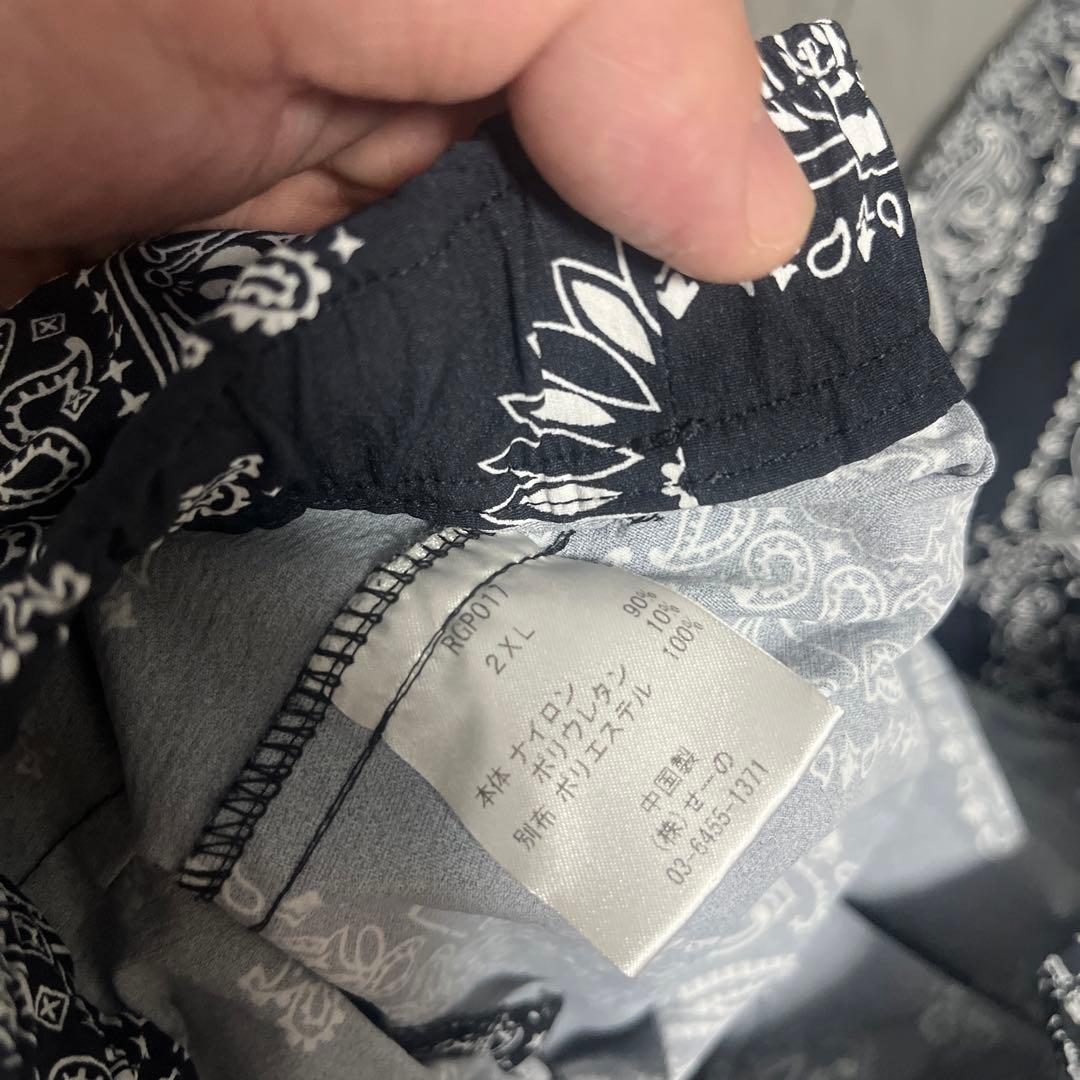 RGP017
2XL
本体 ナイロン 90%
ポリウレタン 10%
別布 ポリエステル 100%
中国製
(株)せーの
03-6455-1371